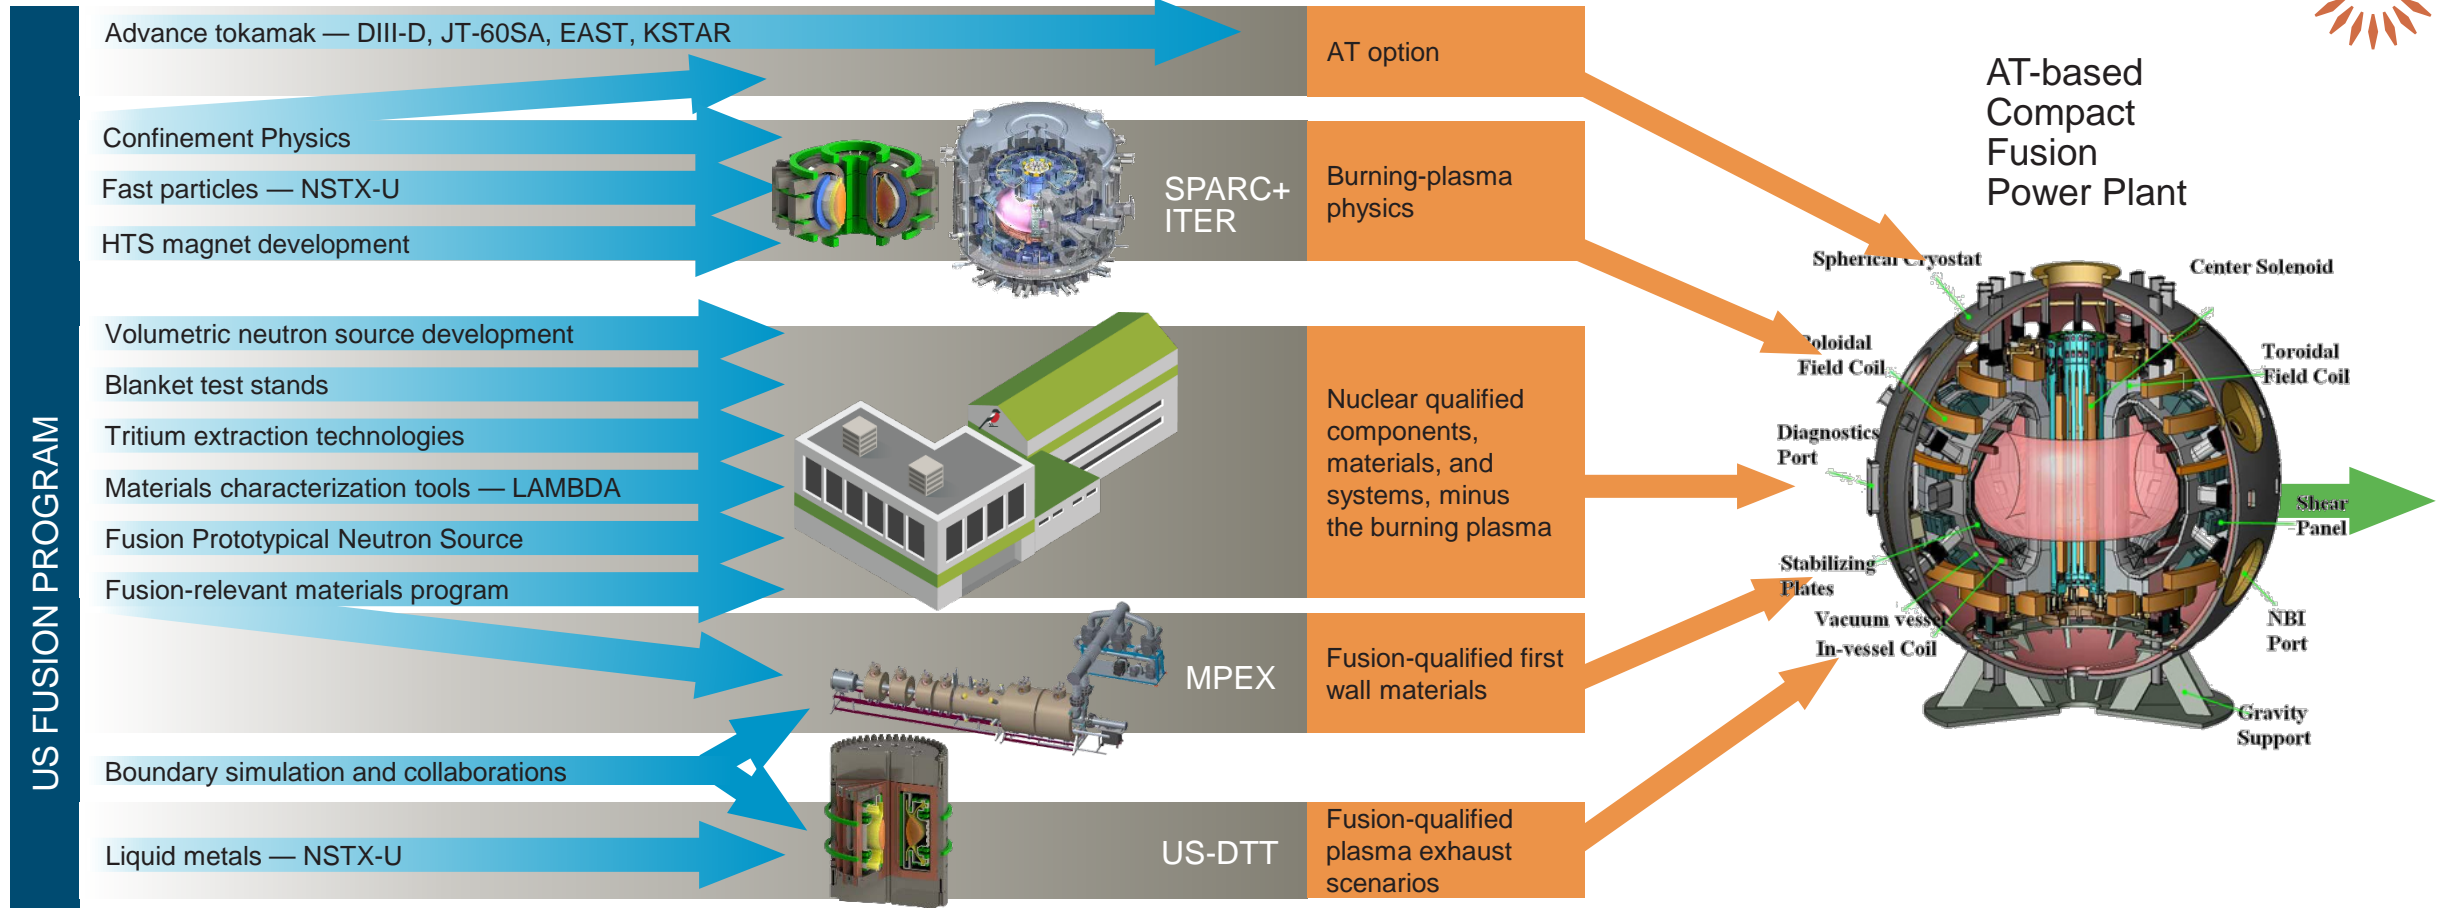 US FUSION PROGRAM
Advance tokamak — DIII-D, JT-60SA, EAST, KSTAR
Confinement Physics
Fast particles — NSTX-U
HTS magnet development
Volumetric neutron source development
Blanket test stands
Tritium extraction technologies
Materials characterization tools — LAMBDA
Fusion Prototypical Neutron Source
Fusion-relevant materials program
Boundary simulation and collaborations
Liquid metals — NSTX-U
SPARC+
ITER
MPEX
US-DTT
AT option
Burning-plasma
physics
Nuclear qualified
components,
materials, and
systems, minus
the burning plasma
Fusion-qualified first
wall materials
Fusion-qualified
plasma exhaust
scenarios
AT-based
Compact
Fusion
Power Plant
Spherical Cryostat
Center Solenoid
Poloidal
Field Coil
Toroidal
Field Coil
Diagnostics
Port
Shear
Panel
Stabilizing
Plates
Vacuum vessel
In-vessel Coil
NBI
Port
Gravity
Support